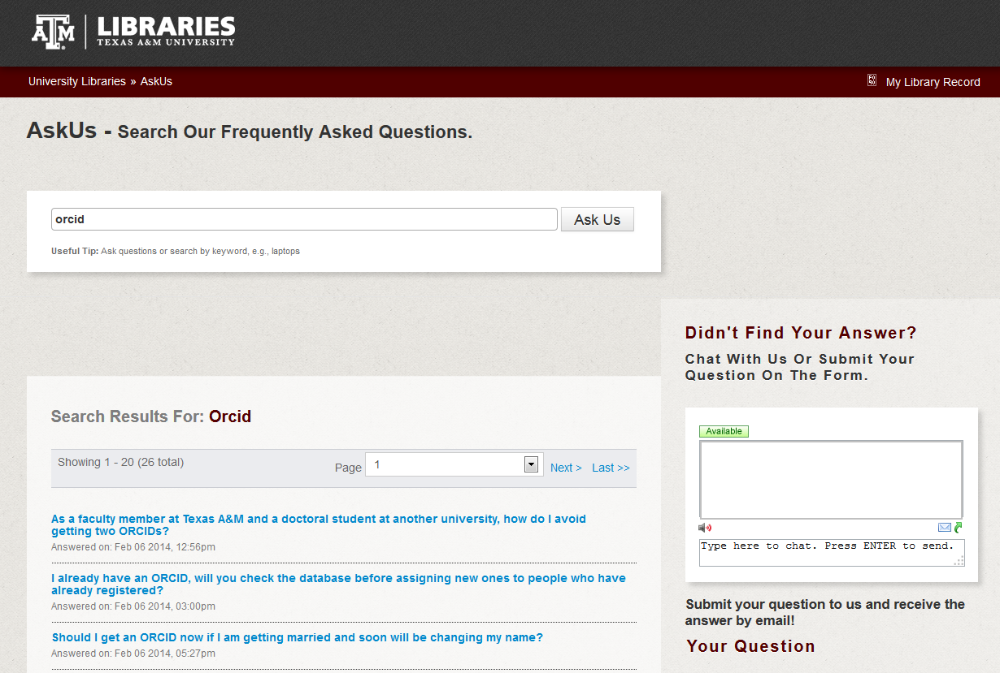 ATM LIBRARIES
TEXAS A&M UNIVERSITY
University Libraries » AskUs
My Library Record
AskUs - Search Our Frequently Asked Questions.
orcid
Ask Us
Useful Tip: Ask questions or search by keyword, e.g., laptops
Didn't Find Your Answer?
Chat With Us Or Submit Your
Question On The Form.
Search Results For: Orcid
Available
Showing 1 - 20 (26 total)
Page 1 Next > Last >>
As a faculty member at Texas A&M and a doctoral student at another university, how do I avoid
getting two ORCIDs?
Answered on: Feb 06 2014, 12:56pm
Type here to chat. Press ENTER to send.
I already have an ORCID, will you check the database before assigning new ones to people who have
already registered?
Answered on: Feb 06 2014, 03:00pm
Submit your question to us and receive the
answer by email!
Should I get an ORCID now if I am getting married and soon will be changing my name?
Answered on: Feb 06 2014, 05:27pm
Your Question